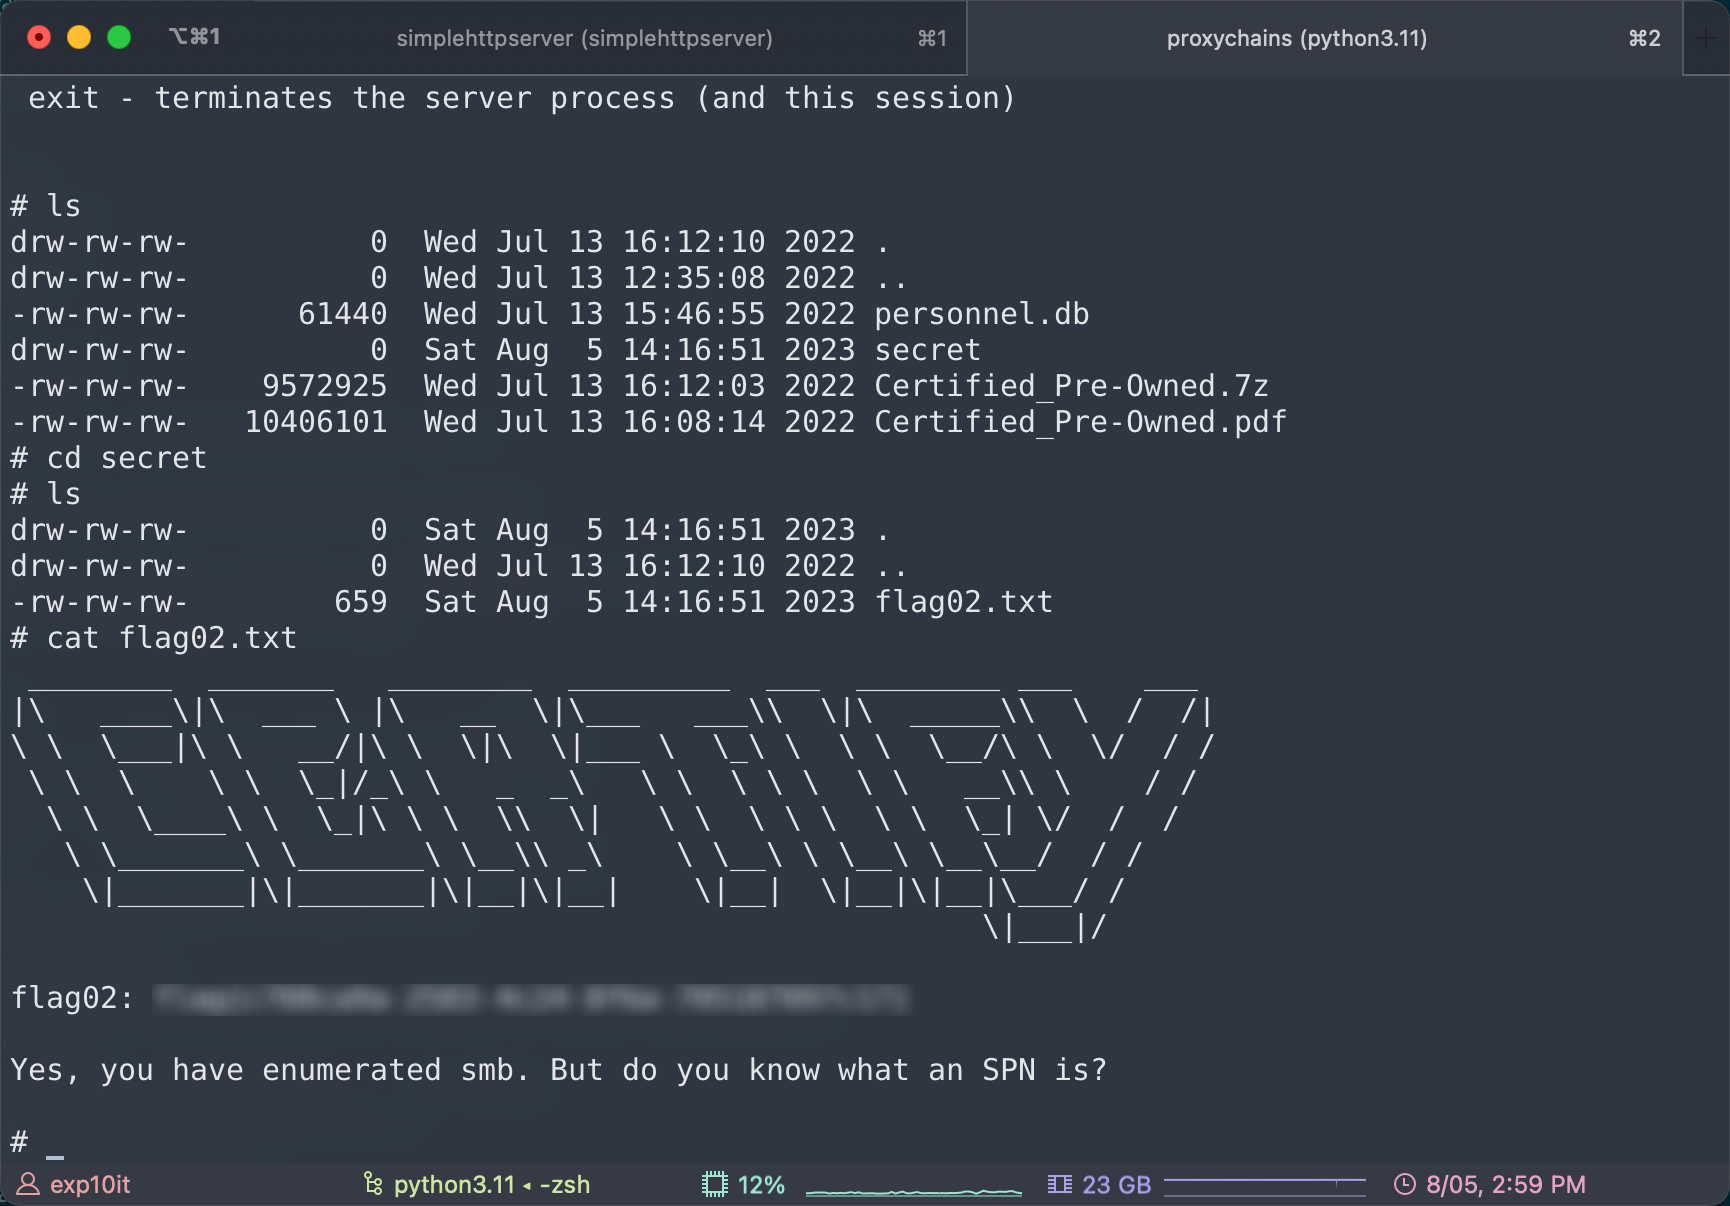 ⌥⌘1 simplehttpserver (simplehttpserver) ⌘1 proxychains (python3.11) ⌘2
exit - terminates the server process (and this session)
# ls
drw-rw-rw- 0 Wed Jul 13 16:12:10 2022 .
drw-rw-rw- 0 Wed Jul 13 12:35:08 2022 ..
-rw-rw-rw- 61440 Wed Jul 13 15:46:55 2022 personnel.db
drw-rw-rw- 0 Sat Aug 5 14:16:51 2023 secret
-rw-rw-rw- 9572925 Wed Jul 13 16:12:03 2022 Certified_Pre-Owned.7z
-rw-rw-rw- 10406101 Wed Jul 13 16:08:14 2022 Certified_Pre-Owned.pdf
# cd secret
# ls
drw-rw-rw- 0 Sat Aug 5 14:16:51 2023 .
drw-rw-rw- 0 Wed Jul 13 16:12:10 2022 ..
-rw-rw-rw- 659 Sat Aug 5 14:16:51 2023 flag02.txt
# cat flag02.txt
flag02:
Yes, you have enumerated smb. But do you know what an SPN is?
# _
exp10it python3.11 ◂ -zsh 12% 23 GB 8/05, 2:59 PM